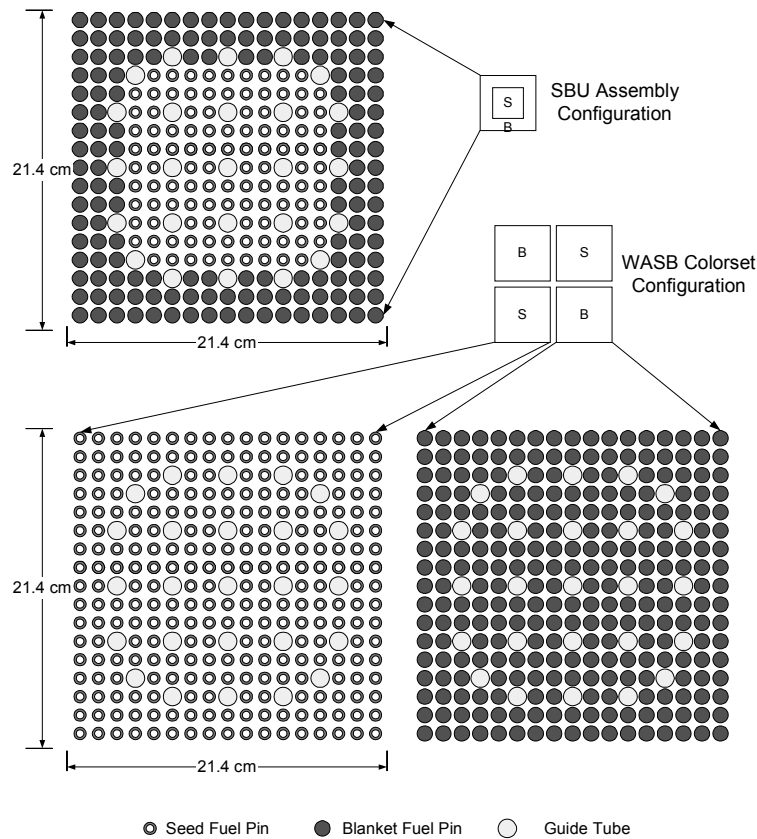 S
B
SBU Assembly
Configuration
21.4 cm
21.4 cm
B
S
S
B
WASB Colorset
Configuration
21.4 cm
21.4 cm
Seed Fuel Pin
Blanket Fuel Pin
Guide Tube